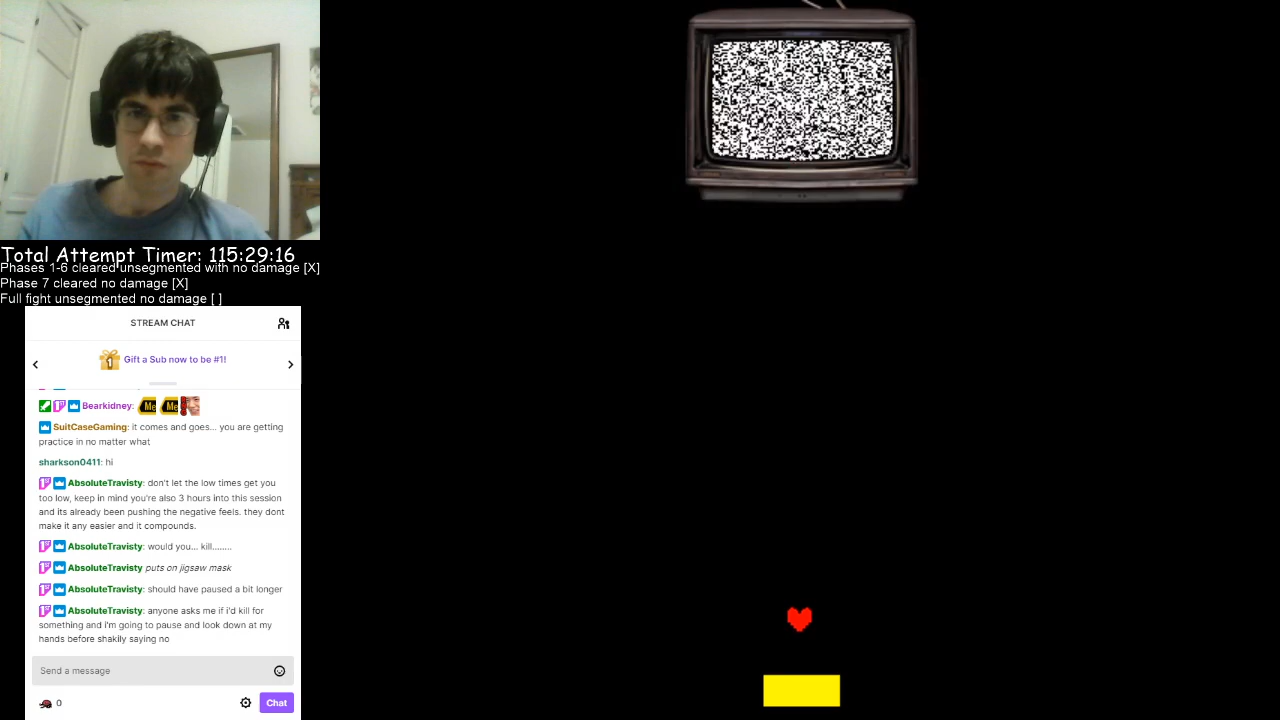 Total Attempt Timer: 115:29:16
Phases 1-6 cleared unsegmented with no damage [X]
Phase 7 cleared no damage [X]
Full fight unsegmented no damage [ ]
STREAM CHAT
1 Gift a Sub now to be #1!
Bearkidney:
SuitCaseGaming: it comes and goes... you are getting
practice in no matter what
sharkson0411: hi
AbsoluteTravisty: don't let the low times get you
too low, keep in mind you're also 3 hours into this session
and its already been pushing the negative feels. they dont
make it any easier and it compounds.
AbsoluteTravisty: would you... kill........
AbsoluteTravisty puts on jigsaw mask
AbsoluteTravisty: should have paused a bit longer
AbsoluteTravisty: anyone asks me if i'd kill for
something and i'm going to pause and look down at my
hands before shakily saying no
Send a message
0
Chat